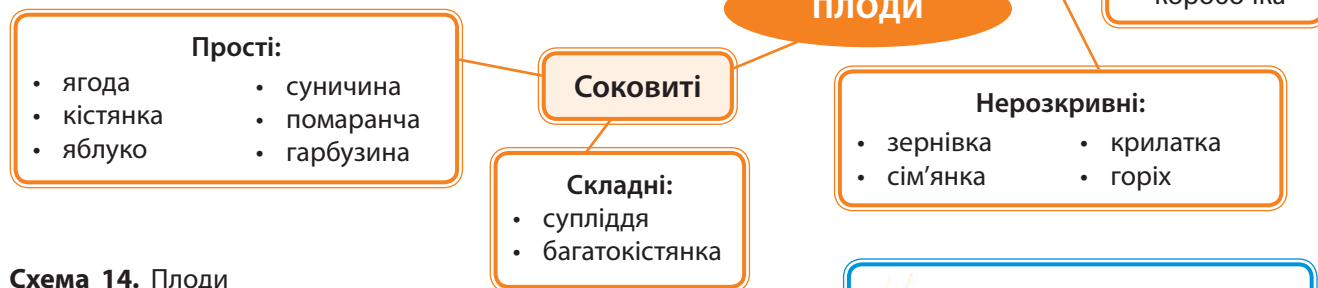 плоди
Прості:
• ягода
• кістянка
• яблуко
• суничина
• помаранча
• гарбузина
Соковиті
Складні:
• супліддя
• багатокістянка
Нерозкривні:
• зернівка
• сім’янка
• крилатка
• горіх
Схема 14. Плоди